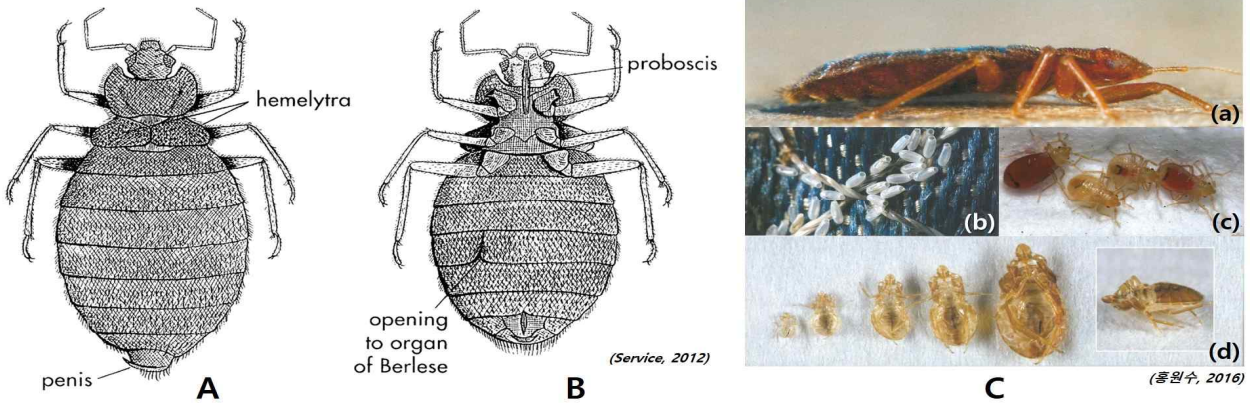 hemelytra
penis
A
proboscis
opening
to organ
of Berlese
(Service, 2012)
B
(a)
(b)
(c)
(d)
C
(홍원수, 2016)